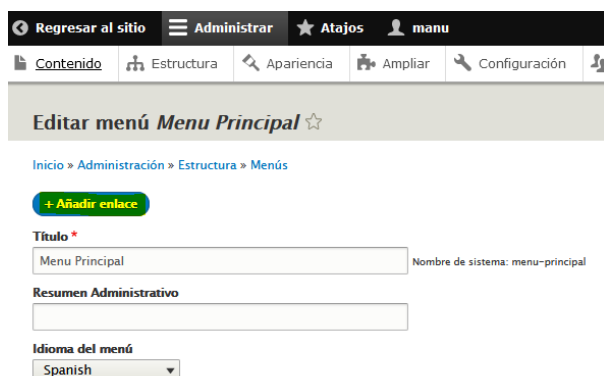 Regresar al sitio Administrar Atajos manu
Contenido Estructura Apariencia Ampliar Configuración
Editar menú Menu Principal
Inicio » Administración » Estructura » Menús
+ Añadir enlace
Título *
Menu Principal Nombre de sistema: menu-principal
Resumen Administrativo
Idioma del menú
Spanish